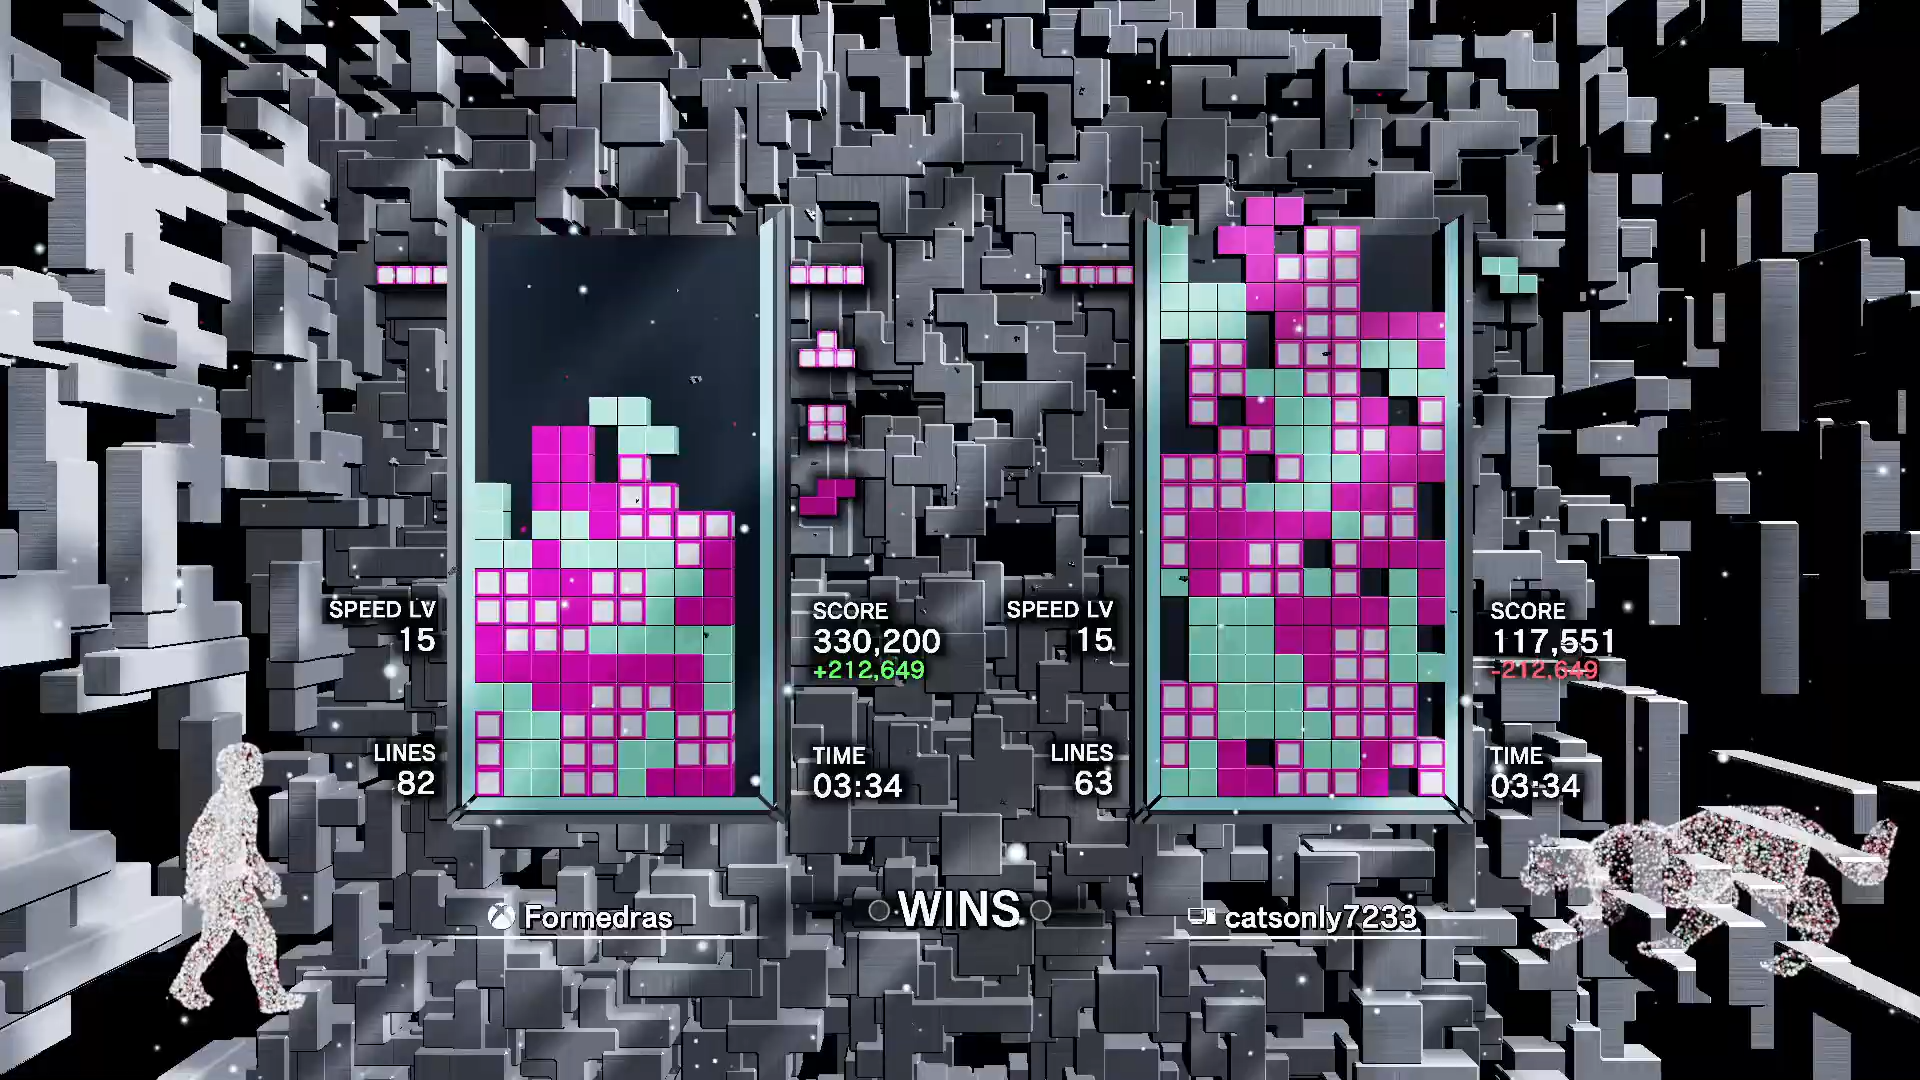 SPEED LV
15
SCORE
330,200
+212,649
LINES
82
TIME
03:34
SPEED LV
15
SCORE
117,551
-212,649
LINES
63
TIME
03:34
Formedras
WINS
catsonly7233